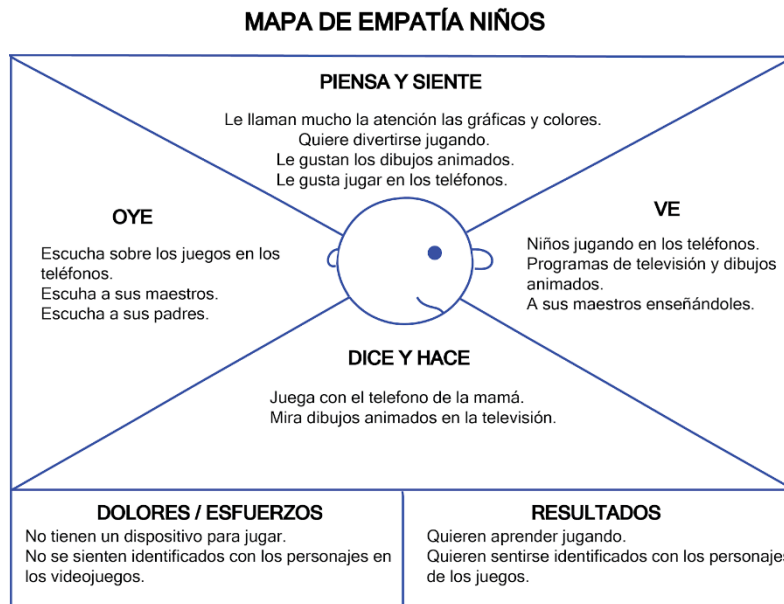 MAPA DE EMPATÍA NIÑOS
PIENSA Y SIENTE
Le llaman mucho la atención las gráficas y colores.
Quiere divertirse jugando.
Le gustan los dibujos animados.
Le gusta jugar en los teléfonos.
OYE
Escucha sobre los juegos en los
teléfonos.
Escuha a sus maestros.
Escucha a sus padres.
VE
Niños jugando en los teléfonos.
Programas de televisión y dibujos
animados.
A sus maestros enseñándoles.
DICE Y HACE
Juega con el telefono de la mamá.
Mira dibujos animados en la televisión.
DOLORES / ESFUERZOS
No tienen un dispositivo para jugar.
No se sienten identificados con los personajes en
los videojuegos.
RESULTADOS
Quieren aprender jugando.
Quieren sentirse identificados con los personajes
de los juegos.